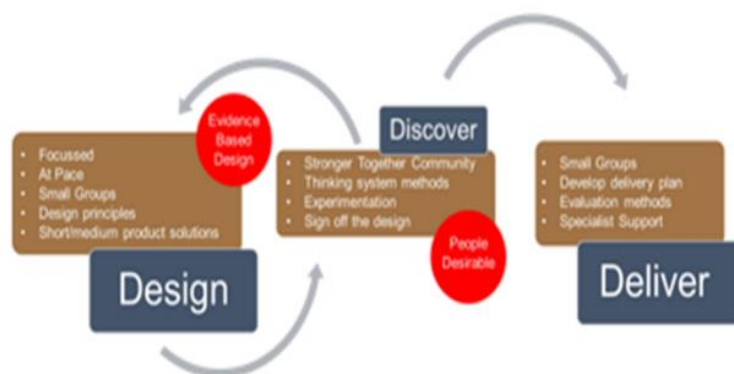 • Focussed
• At Pace
• Small Groups
• Design principles
• Short/medium product solutions
Design
Evidence
Based
Design
Discover
• Stronger Together Community
• Thinking system methods
• Experimentation
• Sign off the design
People
Desirable
• Small Groups
• Develop delivery plan
• Evaluation methods
• Specialist Support
Deliver